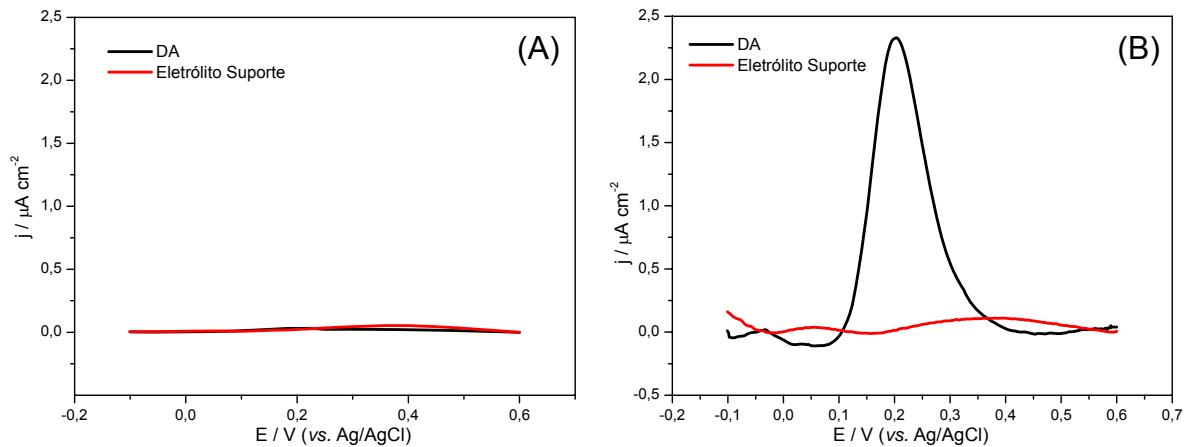 (A)
DA
Eletrólito Suporte
2,5
2,0
1,5
1,0
0,5
0,0
j / µA cm⁻²
-0,2 0,0 0,2 0,4 0,6
E / V (vs. Ag/AgCl)
(B)
DA
Eletrólito Suporte
2,5
2,0
1,5
1,0
0,5
0,0
0,5
j / µA cm⁻²
-0,2 -0,1 0,0 0,1 0,2 0,3 0,4 0,5 0,6 0,7
E / V (vs. Ag/AgCl)